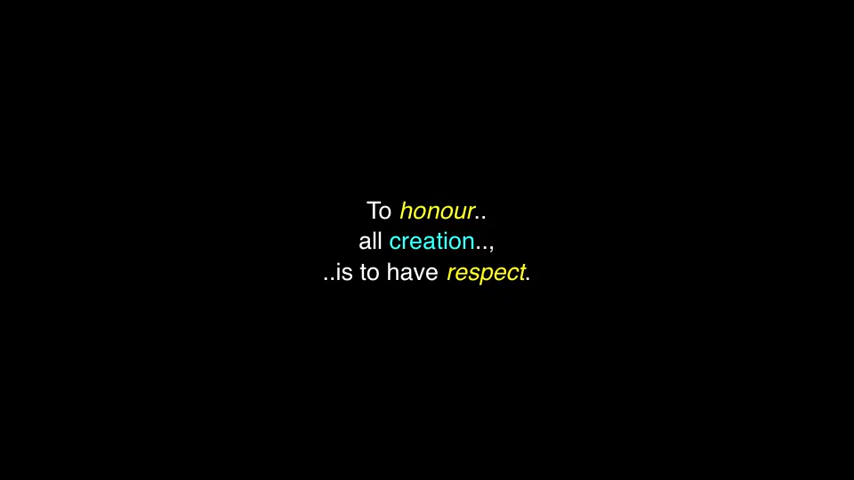 To honour..
all creation..,
..is to have respect.